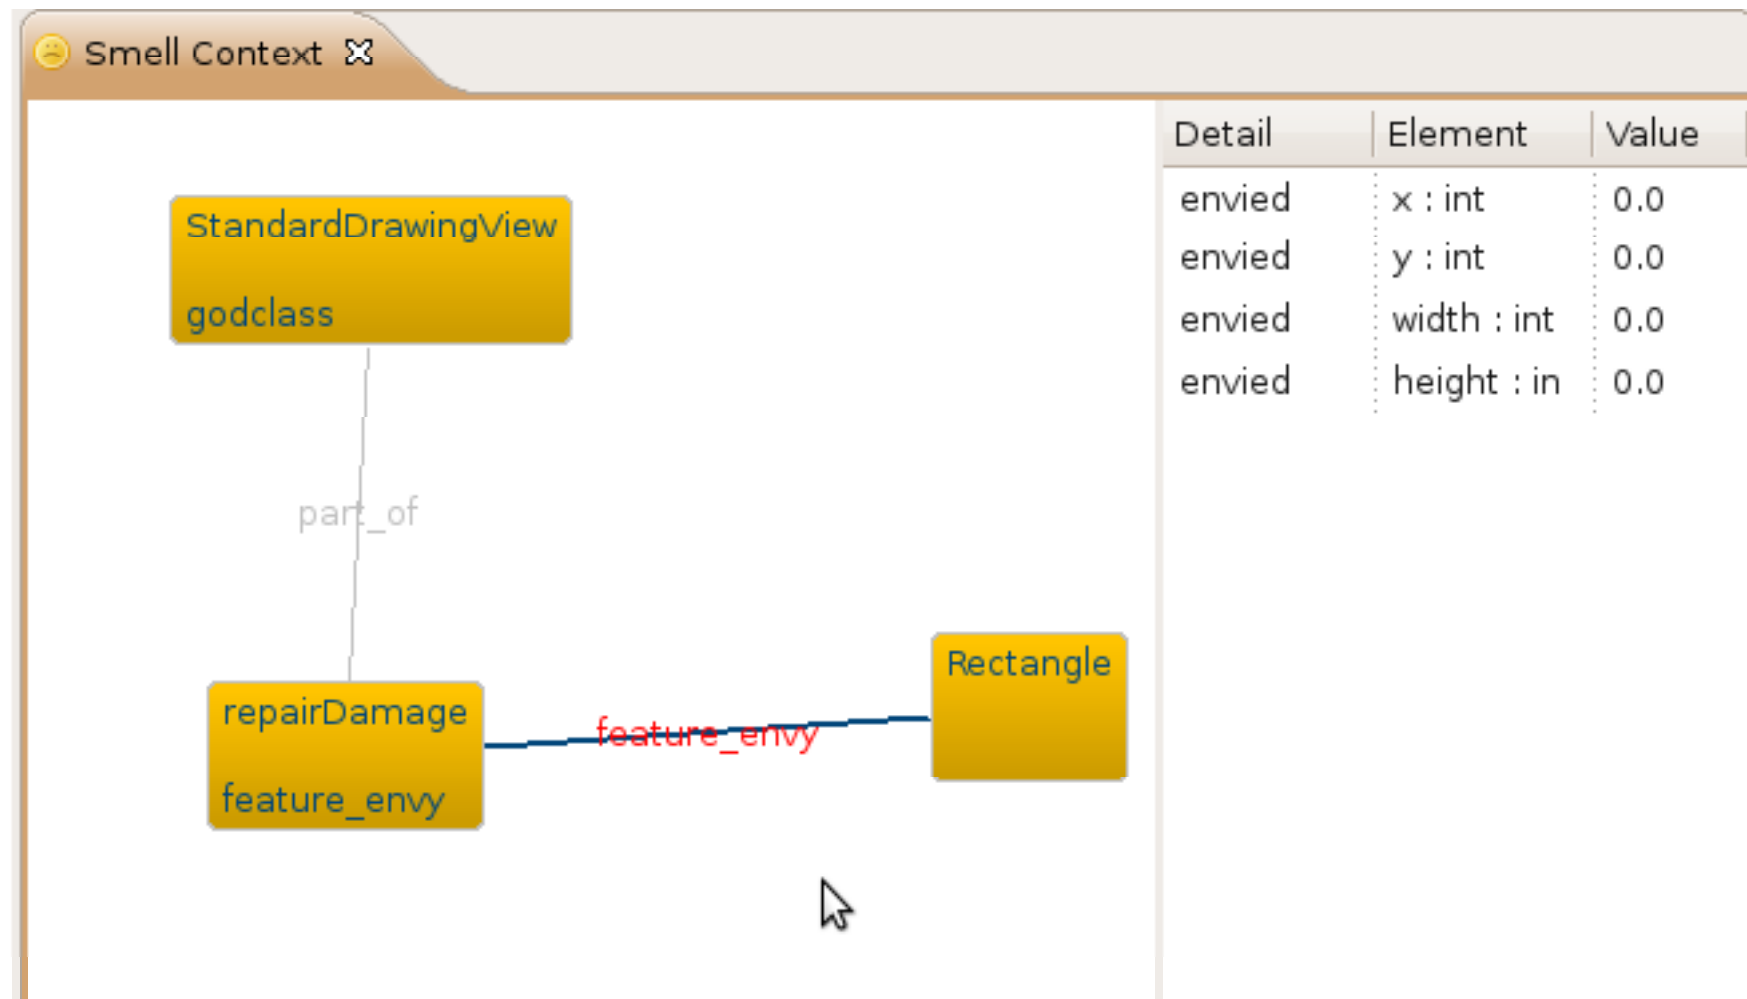 Smell Context
StandardDrawingView
godclass
part_of
repairDamage
feature_envy
feature_envy
Rectangle
Detail Element Value
envied x : int 0.0
envied y : int 0.0
envied width : int 0.0
envied height : in 0.0